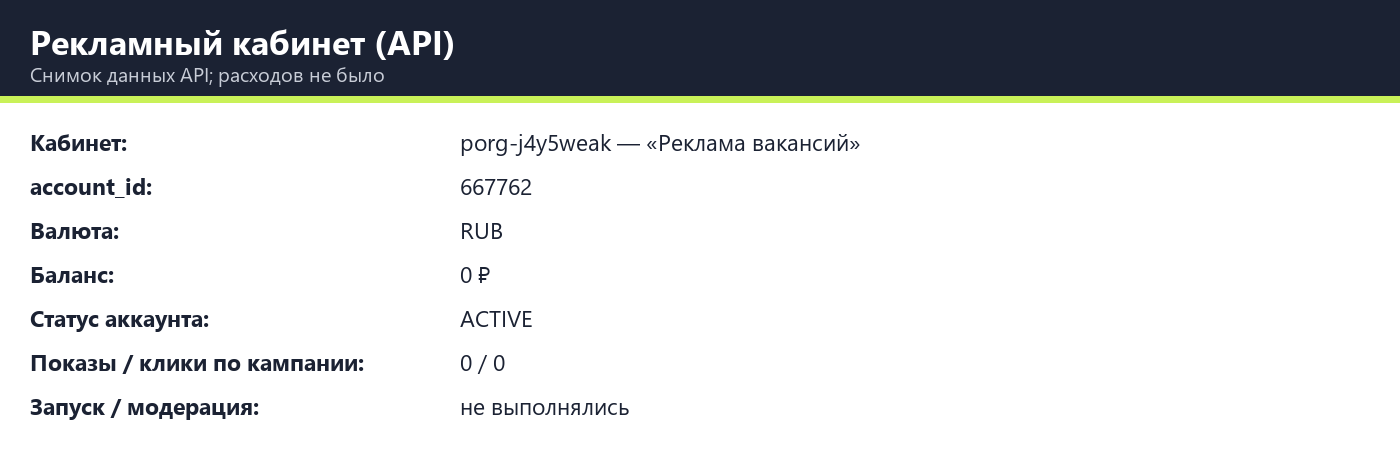 Рекламный кабинет (API)
Снимок данных API; расходов не было
Кабинет: porg-j4y5weak — «Реклама вакансий»
account_id: 667762
Валюта: RUB
Баланс: 0 ₽
Статус аккаунта: ACTIVE
Показы / клики по кампании: 0 / 0
Запуск / модерация: не выполнялись